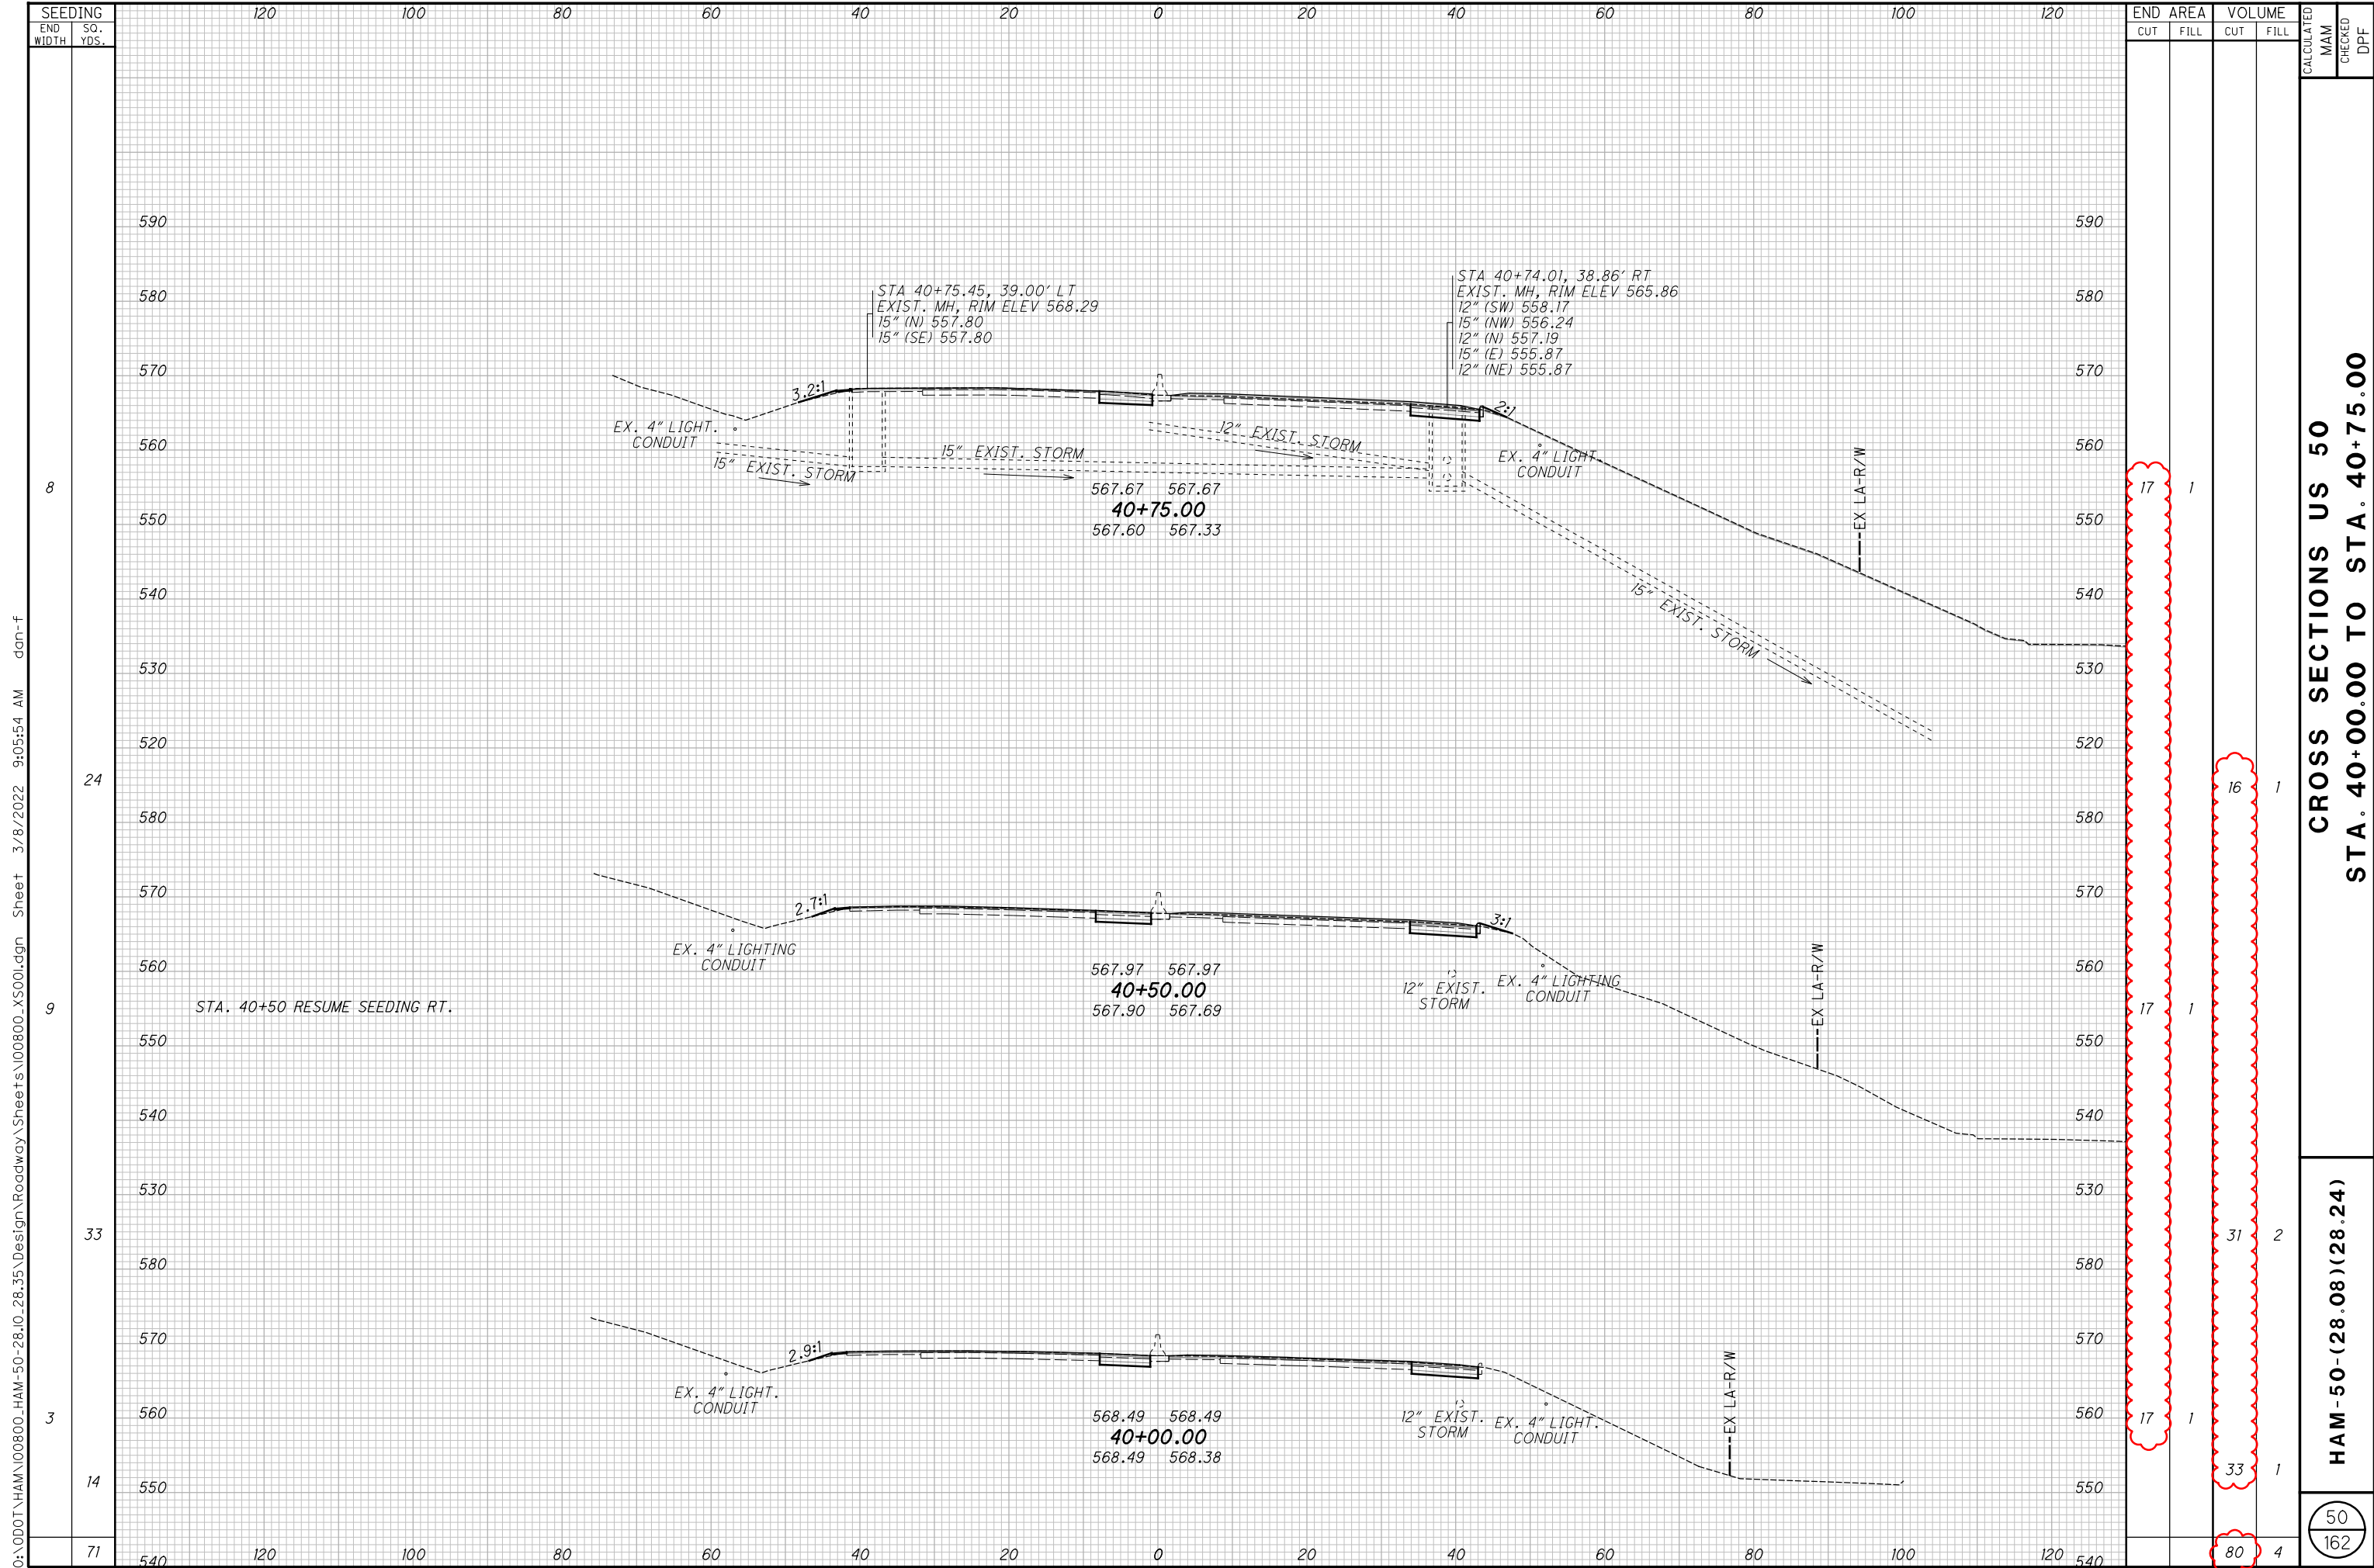 SEEDING
END WIDTH
SQ. YDS.
120 100 80 60 40 20 0 20 40 60 80 100 120
END AREA
VOLUME
CUT FILL CUT FILL
CALCULATED
MAM
CHECKED
DPF
590 590
580 580
STA 40+75.45, 39.00' LT
EXIST. MH, RIM ELEV 568.29
15" (N) 557.80
15" (SE) 557.80
STA 40+74.01, 38.86' RT
EXIST. MH, RIM ELEV 565.86
12" (SW) 558.17
15" (NW) 556.24
12" (N) 557.19
15" (E) 555.87
12" (NE) 555.87
570 570
3.2:1
2:1
EX. 4" LIGHT.
CONDUIT
12" EXIST. STORM
560 560
15" EXIST. STORM
15" EXIST. STORM
EX. 4" LIGHT.
CONDUIT
EX LA-R/W
8
567.67 567.67
40+75.00
567.60 567.33
17 1
550 550
540 540
15" EXIST. STORM
530 530
520 520
24
16 1
580 580
570 570
2.7:1
3:1
EX. 4" LIGHTING
CONDUIT
560 560
567.97 567.97
40+50.00
567.90 567.69
12" EXIST.
STORM
EX. 4" LIGHTING
CONDUIT
EX LA-R/W
9
STA. 40+50 RESUME SEEDING RT.
17 1
550 550
540 540
530 530
33
31 2
580 580
570 570
2.9:1
EX. 4" LIGHT.
CONDUIT
560 560
3
568.49 568.49
40+00.00
568.49 568.38
12" EXIST.
STORM
EX. 4" LIGHT.
CONDUIT
EX LA-R/W
17 1
14
33 1
550 550
71
540 540
120 100 80 60 40 20 0 20 40 60 80 100 120
80 4
CROSS SECTIONS US 50
STA. 40+00.00 TO STA. 40+75.00
HAM-50-(28.08)(28.24)
50
162
O:\ODOT\HAM\100800_HAM-50-28.10_28.35\Design\Roadway\Sheets\100800_XS001.dgn Sheet 3/8/2022 9:05:54 AM dan-f